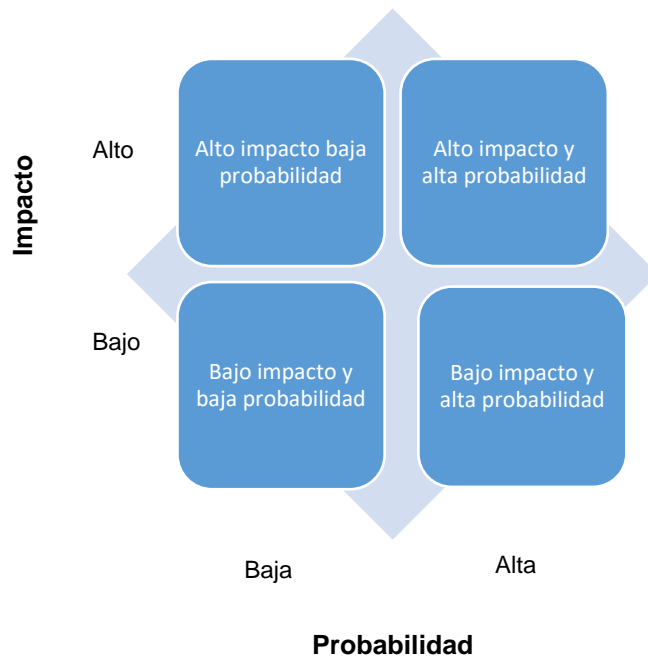 Impacto
Alto
Alto impacto baja
probabilidad
Alto impacto y
alta probabilidad
Bajo
Bajo impacto y
baja probabilidad
Bajo impacto y
alta probabilidad
Baja
Alta
Probabilidad